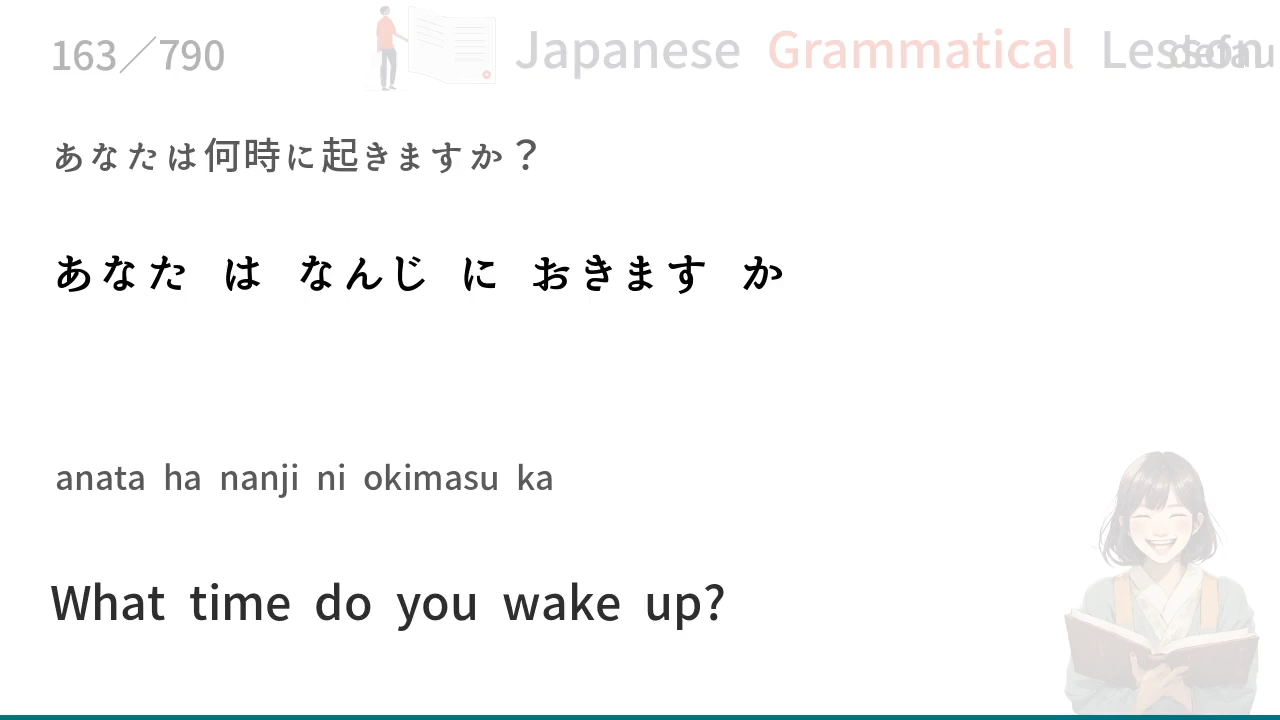 163／790
Japanese Grammatical Lesson
あなたは何時に起きますか？
あなた は なんじ に おきます か
anata ha nanji ni okimasu ka
What time do you wake up?